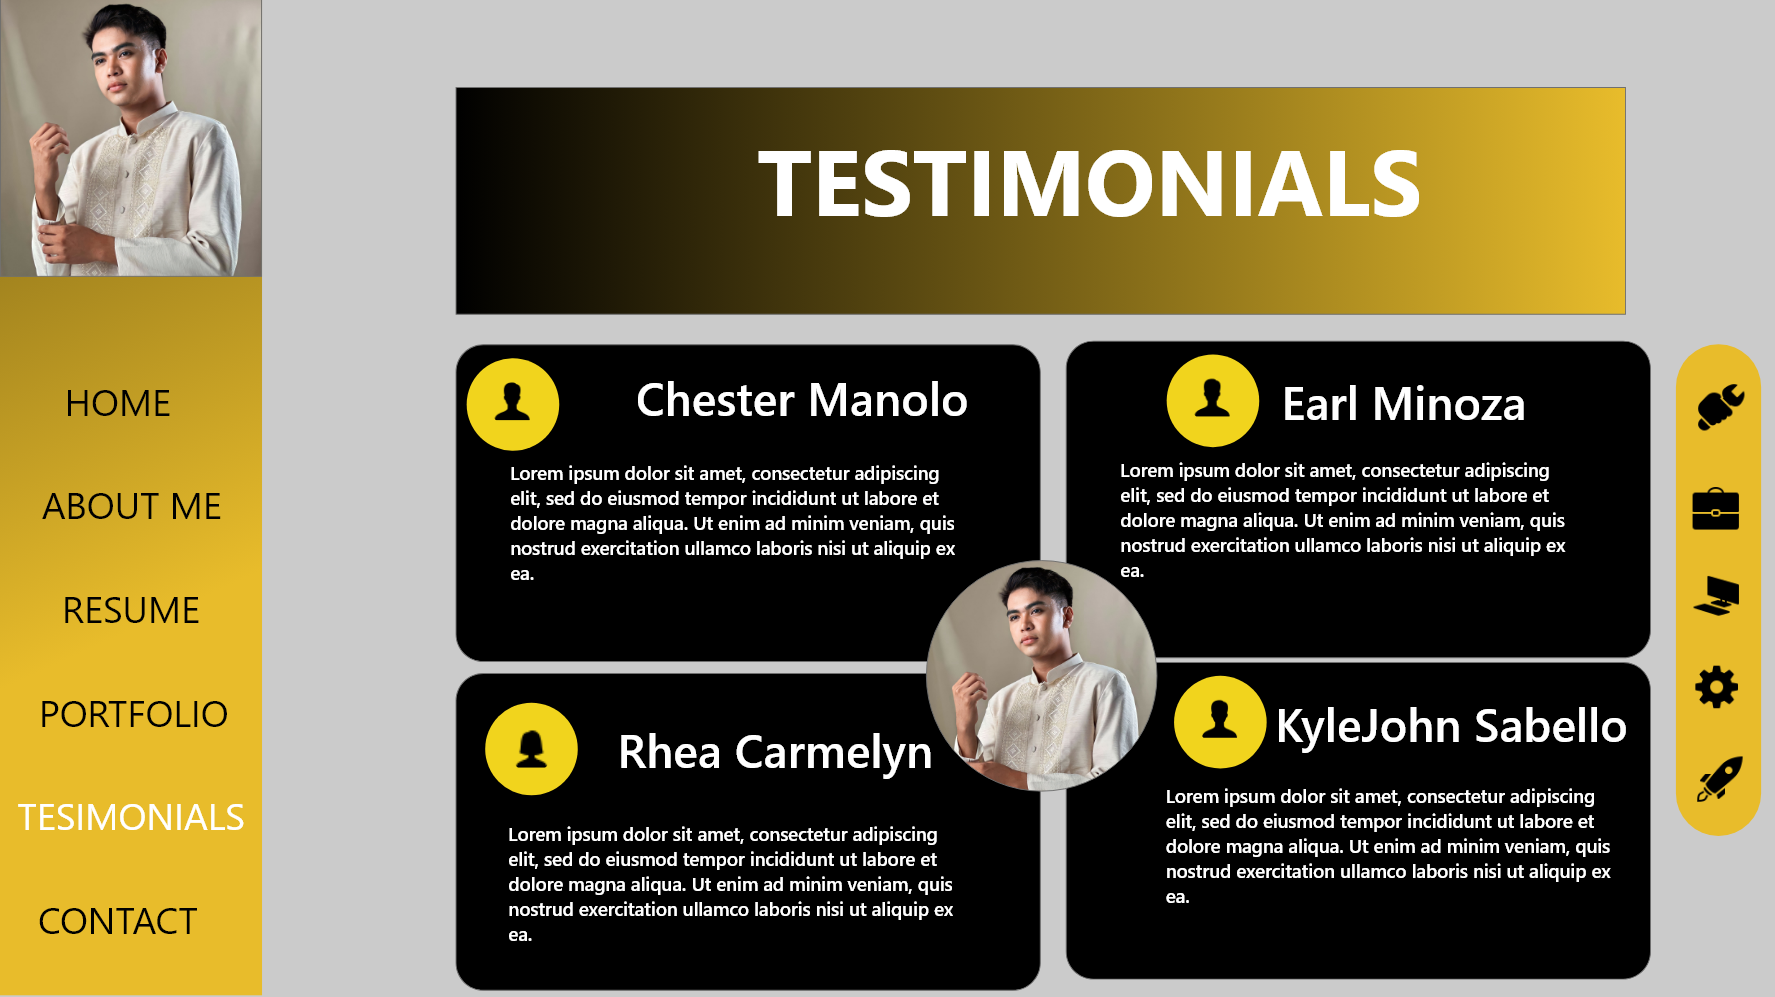 HOME
ABOUT ME
RESUME
PORTFOLIO
TESIMONIALS
CONTACT
TESTIMONIALS
Chester Manolo
Lorem ipsum dolor sit amet, consectetur adipiscing
elit, sed do eiusmod tempor incididunt ut labore et
dolore magna aliqua. Ut enim ad minim veniam, quis
nostrud exercitation ullamco laboris nisi ut aliquip ex
ea.
Earl Minoza
Lorem ipsum dolor sit amet, consectetur adipiscing
elit, sed do eiusmod tempor incididunt ut labore et
dolore magna aliqua. Ut enim ad minim veniam, quis
nostrud exercitation ullamco laboris nisi ut aliquip ex
ea.
Rhea Carmelyn
Lorem ipsum dolor sit amet, consectetur adipiscing
elit, sed do eiusmod tempor incididunt ut labore et
dolore magna aliqua. Ut enim ad minim veniam, quis
nostrud exercitation ullamco laboris nisi ut aliquip ex
ea.
KyleJohn Sabello
Lorem ipsum dolor sit amet, consectetur adipiscing
elit, sed do eiusmod tempor incididunt ut labore et
dolore magna aliqua. Ut enim ad minim veniam, quis
nostrud exercitation ullamco laboris nisi ut aliquip ex
ea.